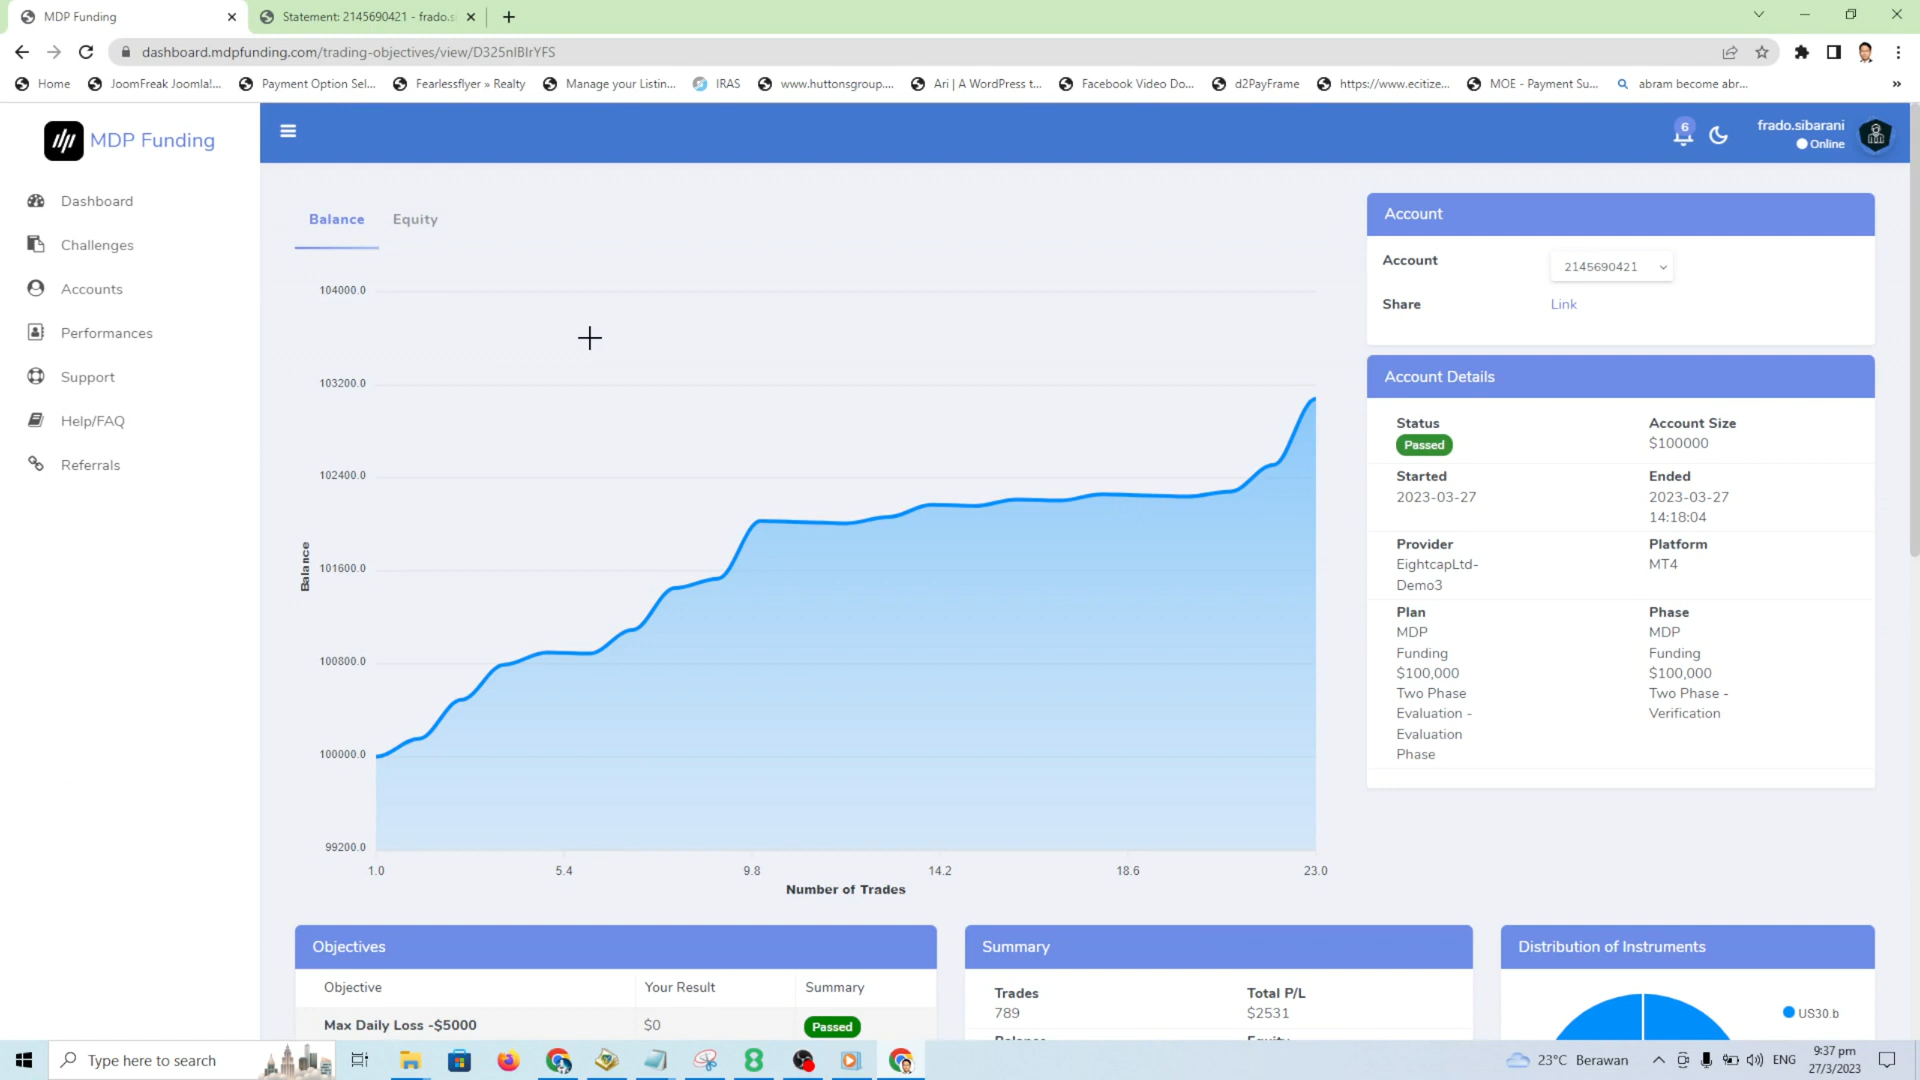 MDP Funding
Statement: 2145690421 - frado.s
dashboard.mdpfunding.com/trading-objectives/view/D325nIBIrYFS
Home
JoomFreak Joomla!...
Payment Option Sel...
Fearlessflyer » Realty
Manage your Listin...
IRAS
www.huttonsgroup....
Ari | A WordPress t...
Facebook Video Do...
d2PayFrame
https://www.ecitize...
MOE - Payment Su...
abram become abr...
»
MDP Funding
6
frado.sibarani
Online
Dashboard
Challenges
Accounts
Performances
Support
Help/FAQ
Referrals
Balance
Equity
104000.0
103200.0
102400.0
101600.0
100800.0
100000.0
99200.0
Balance
1.0
5.4
9.8
14.2
18.6
23.0
Number of Trades
Account
Account
2145690421
Share
Link
Account Details
Status
Passed
Account Size
$100000
Started
2023-03-27
Ended
2023-03-27
14:18:04
Provider
EightcapLtd-
Demo3
Platform
MT4
Plan
MDP
Funding
$100,000
Two Phase
Evaluation -
Evaluation
Phase
Phase
MDP
Funding
$100,000
Two Phase -
Verification
Objectives
Objective
Your Result
Summary
Max Daily Loss -$5000
$0
Passed
Summary
Trades
789
Total P/L
$2531
Distribution of Instruments
US30.b
Type here to search
23°C Berawan
ENG
9:37 pm
27/3/2023